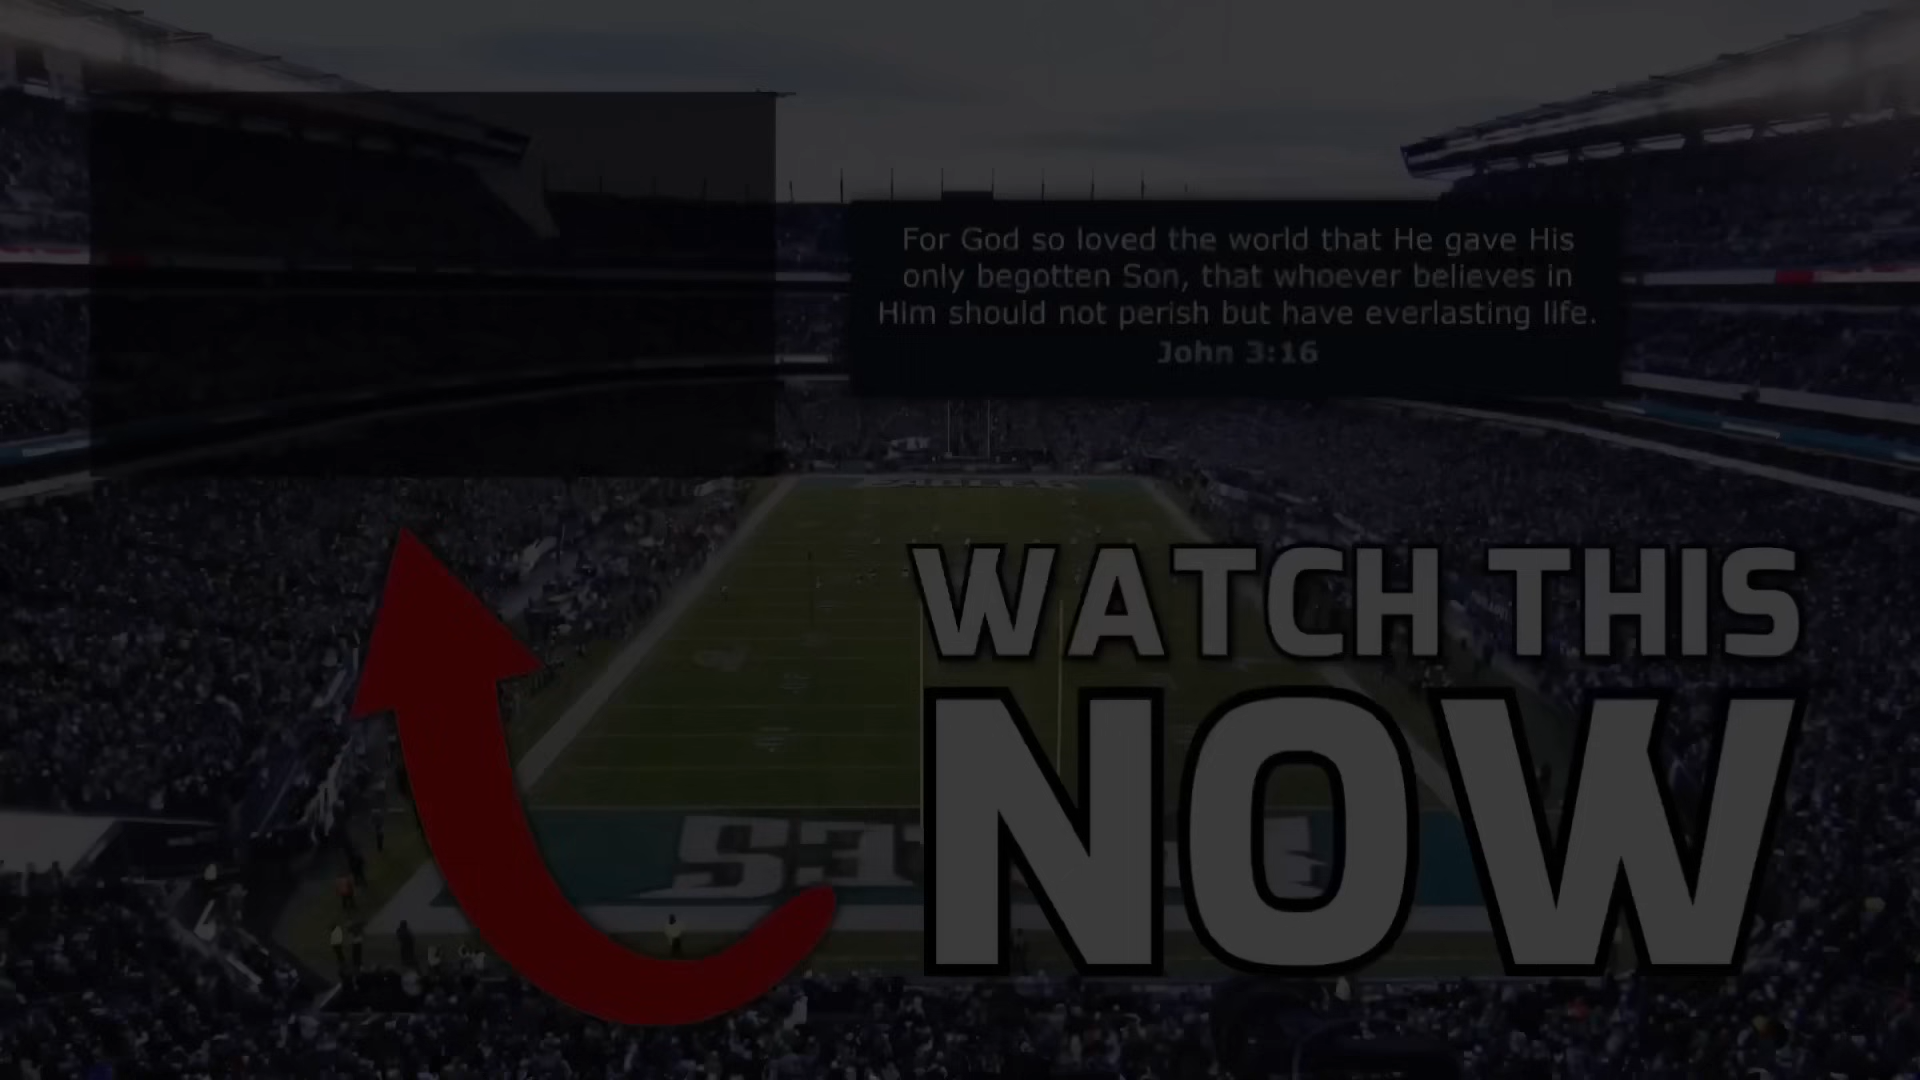 For God so loved the world that He gave His
only begotten Son, that whoever believes in
Him should not perish but have everlasting life.
John 3:16
WATCH THIS
NOW